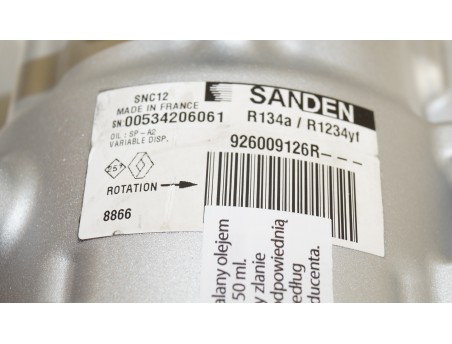 SNC12
MADE IN FRANCE
SN:00534206061
OIL : SP-A2
VARIABLE DISP.
257
ROTATION
8866
SANDEN
R134a / R1234yf
926009126R---
alany olejem
50 ml.
y zlanie
odpowiednią
edług
ducenta.